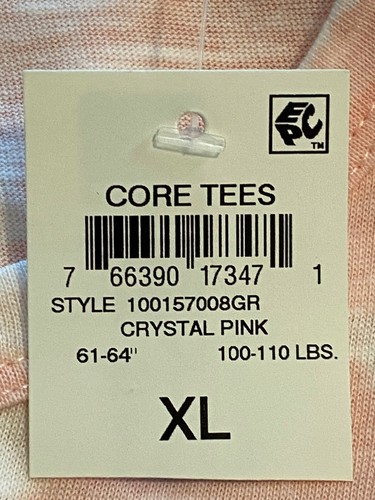 EPC
TM
CORE TEES
7 66390 17347 1
STYLE 100157008GR
CRYSTAL PINK
61-64" 100-110 LBS.
XL